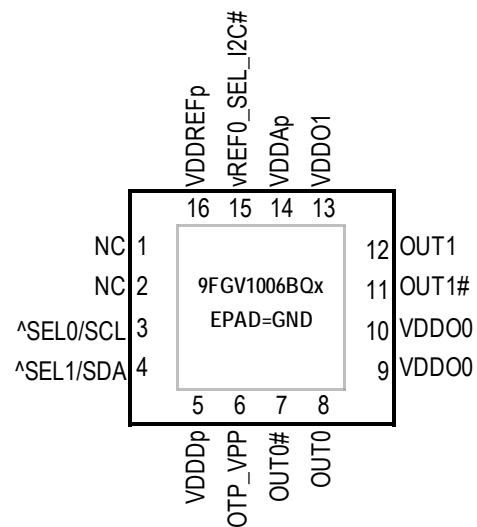 VDDREFp
vREF0_SEL_I2C#
VDDAp
VDDO1
16 15 14 13
NC 1
NC 2
^SEL0/SCL 3
^SEL1/SDA 4
9FGV1006BQx
EPAD=GND
12 OUT1
11 OUT1#
10 VDDO0
9 VDDO0
5 6 7 8
VDDDp
OTP_VPP
OUT0#
OUT0